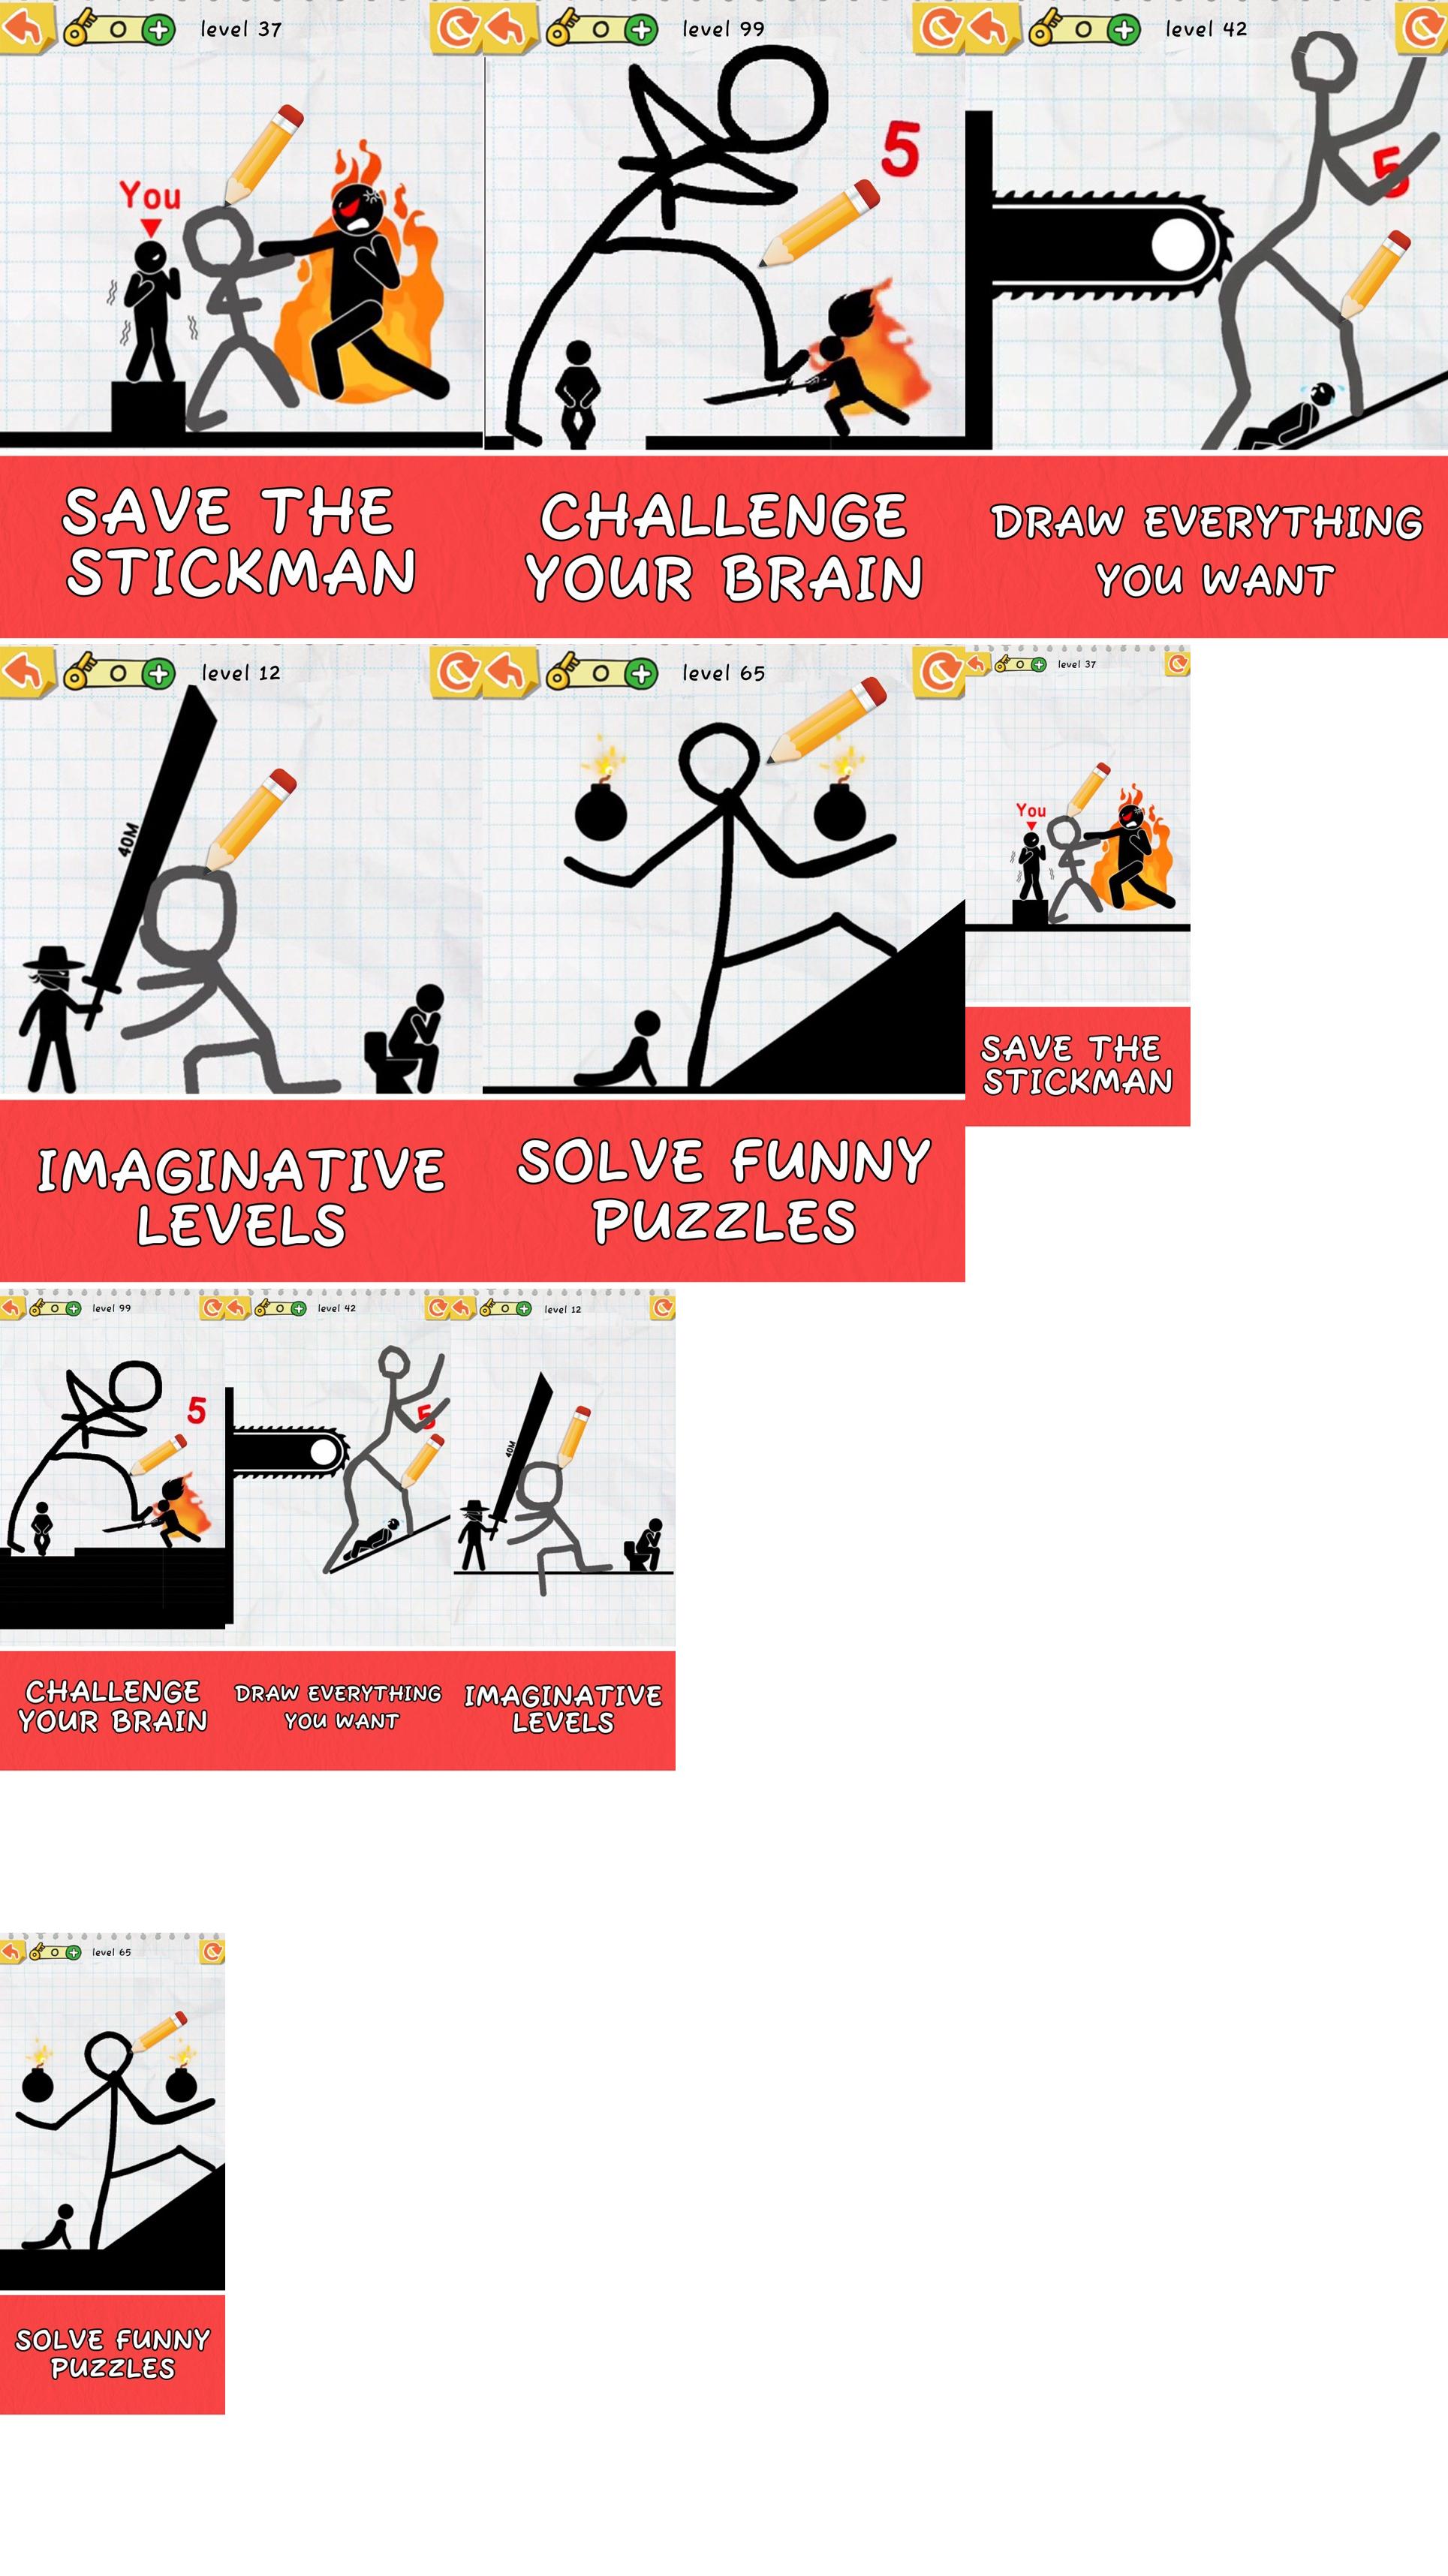 0
level 37
0
level 99
0
level 42
You
5
5
SAVE THE
STICKMAN
CHALLENGE
YOUR BRAIN
DRAW EVERYTHING
YOU WANT
0
level 12
0
level 65
0
level 37
40M
You
IMAGINATIVE
LEVELS
SOLVE FUNNY
PUZZLES
SAVE THE
STICKMAN
0
level 99
0
level 42
0
level 12
5
5
40M
CHALLENGE
YOUR BRAIN
DRAW EVERYTHING
YOU WANT
IMAGINATIVE
LEVELS
0
level 65
SOLVE FUNNY
PUZZLES